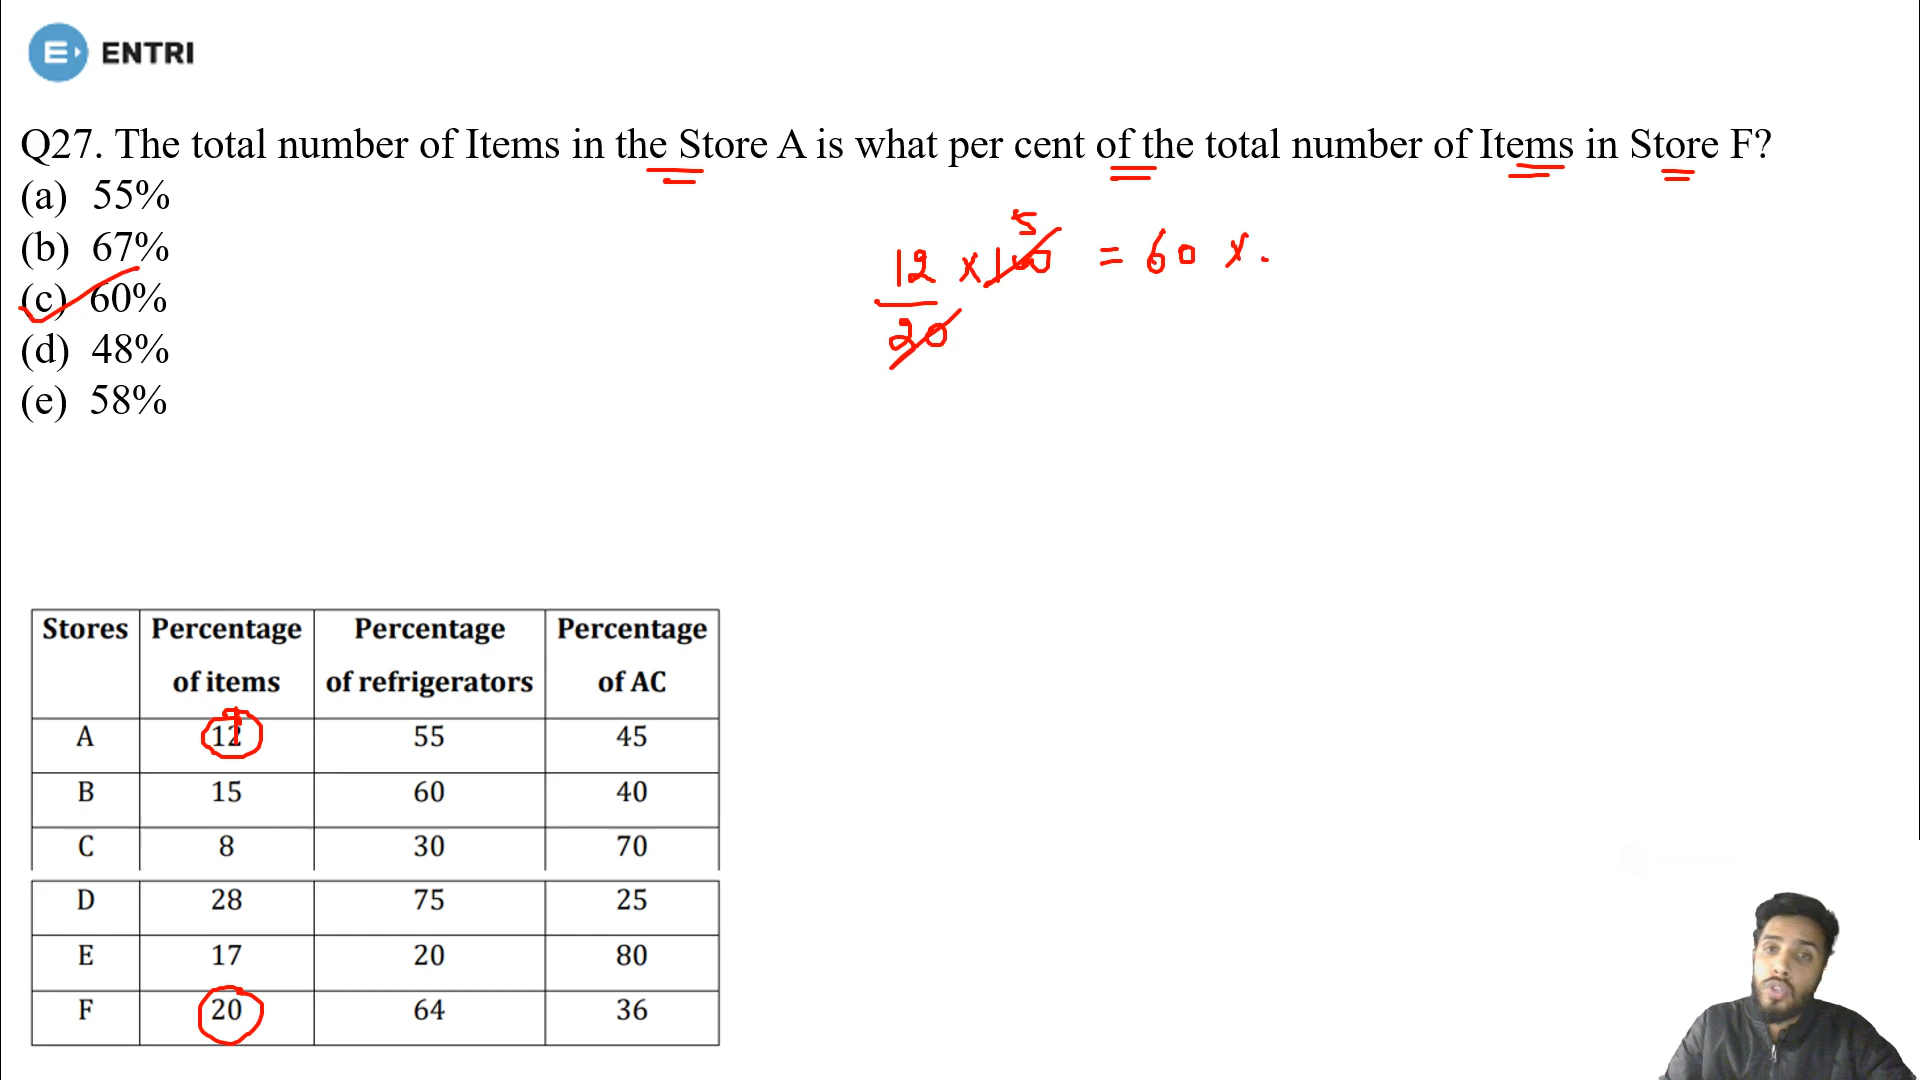 ENTRI
Q27. The total number of Items in the Store A is what per cent of the total number of Items in Store F?
(a) 55%
(b) 67%
(c) 60%
(d) 48%
(e) 58%
5
12 × 100 = 60 %.
20
Stores Percentage of items Percentage of refrigerators Percentage of AC
A 12 55 45
B 15 60 40
C 8 30 70
D 28 75 25
E 17 20 80
F 20 64 36